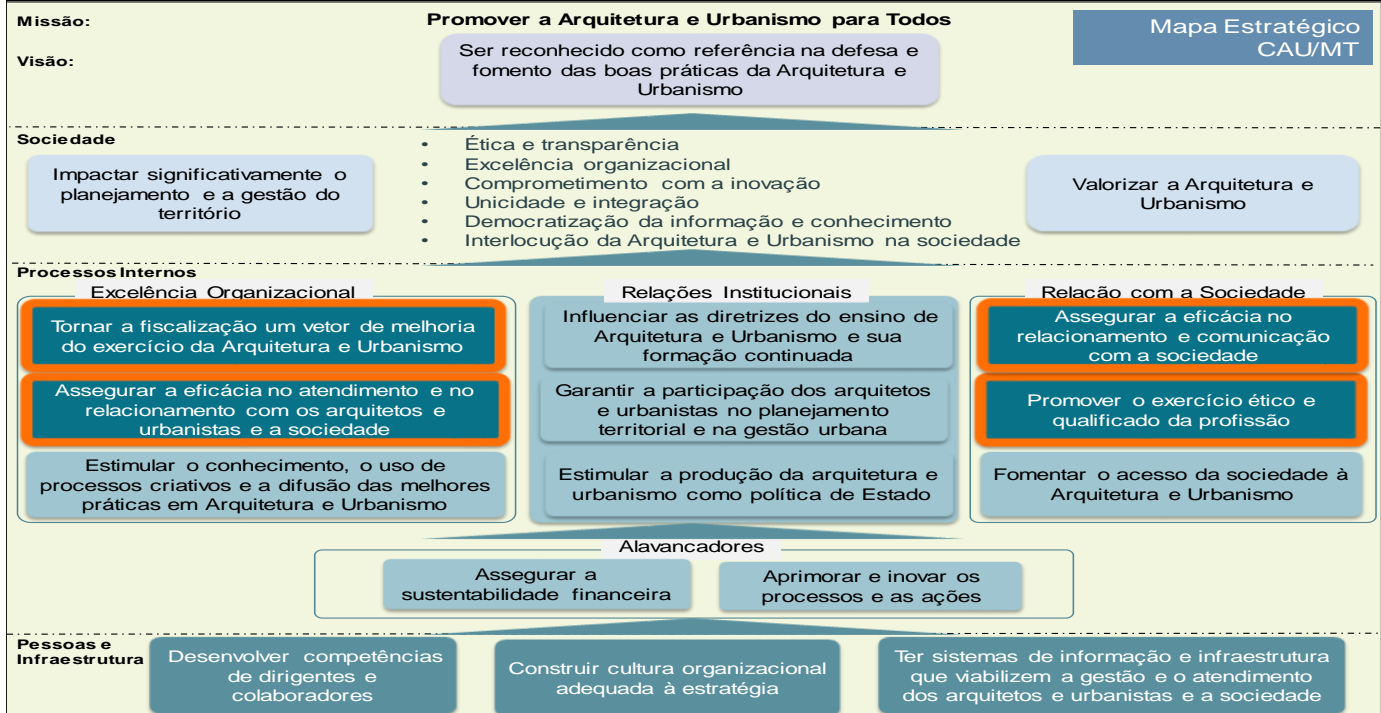 Missão:
Promover a Arquitetura e Urbanismo para Todos
Mapa Estratégico
CAU/MT
Visão:
Ser reconhecido como referência na defesa e
fomento das boas práticas da Arquitetura e
Urbanismo
Sociedade
Impactar significativamente o
planejamento e a gestão do
território
• Ética e transparência
• Excelência organizacional
• Comprometimento com a inovação
• Unicidade e integração
• Democratização da informação e conhecimento
• Interlocução da Arquitetura e Urbanismo na sociedade
Valorizar a Arquitetura e
Urbanismo
Processos Internos
Excelência Organizacional
Tornar a fiscalização um vetor de melhoria
do exercício da Arquitetura e Urbanismo
Assegurar a eficácia no atendimento e no
relacionamento com os arquitetos e
urbanistas e a sociedade
Estimular o conhecimento, o uso de
processos criativos e a difusão das melhores
práticas em Arquitetura e Urbanismo
Relações Institucionais
Influenciar as diretrizes do ensino de
Arquitetura e Urbanismo e sua
formação continuada
Garantir a participação dos arquitetos
e urbanistas no planejamento
territorial e na gestão urbana
Estimular a produção da arquitetura e
urbanismo como política de Estado
Relacão com a Sociedade
Assegurar a eficácia no
relacionamento e comunicação
com a sociedade
Promover o exercício ético e
qualificado da profissão
Fomentar o acesso da sociedade à
Arquitetura e Urbanismo
Alavancadores
Assegurar a
sustentabilidade financeira
Aprimorar e inovar os
processos e as ações
Pessoas e
Infraestrutura
Desenvolver competências
de dirigentes e
colaboradores
Construir cultura organizacional
adequada à estratégia
Ter sistemas de informação e infraestrutura
que viabilizem a gestão e o atendimento
dos arquitetos e urbanistas e a sociedade